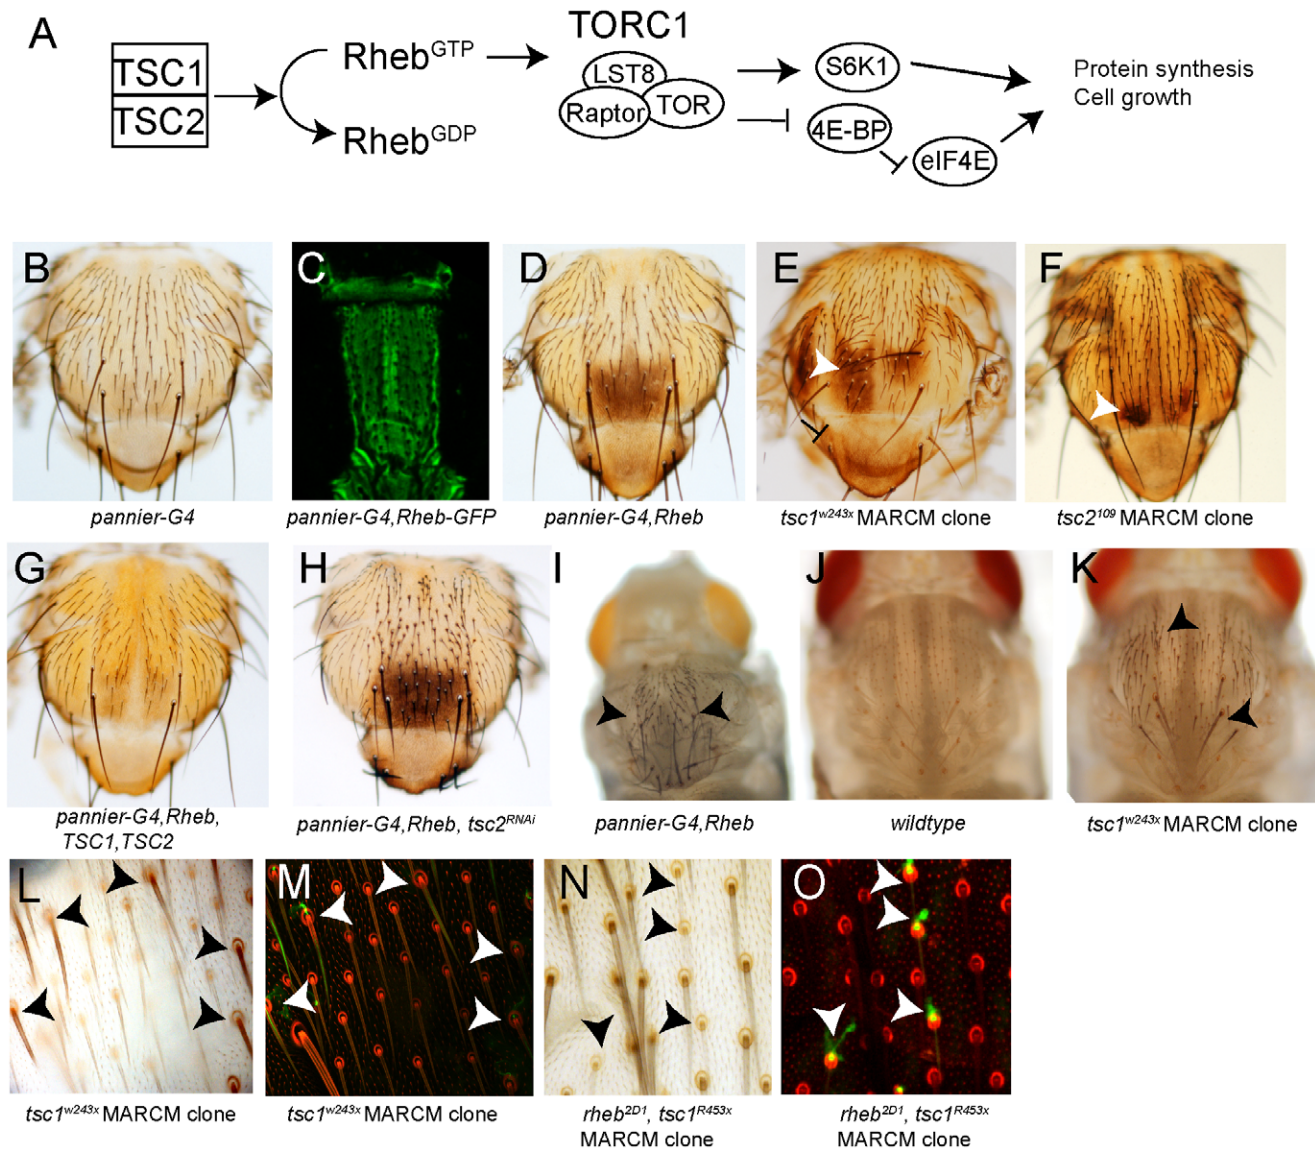 A
TSC1
TSC2
Rheb^GTP
Rheb^GDP
TORC1
LST8
Raptor
TOR
S6K1
4E-BP
eIF4E
Protein synthesis
Cell growth
B
pannier-G4
C
pannier-G4,Rheb-GFP
D
pannier-G4,Rheb
E
tsc1^w243x MARCM clone
F
tsc2^109 MARCM clone
G
pannier-G4,Rheb,
TSC1,TSC2
H
pannier-G4,Rheb, tsc2^RNAi
I
pannier-G4,Rheb
J
wildtype
K
tsc1^w243x MARCM clone
L
tsc1^w243x MARCM clone
M
tsc1^w243x MARCM clone
N
rheb^2D1, tsc1^R453x
MARCM clone
O
rheb^2D1, tsc1^R453x
MARCM clone